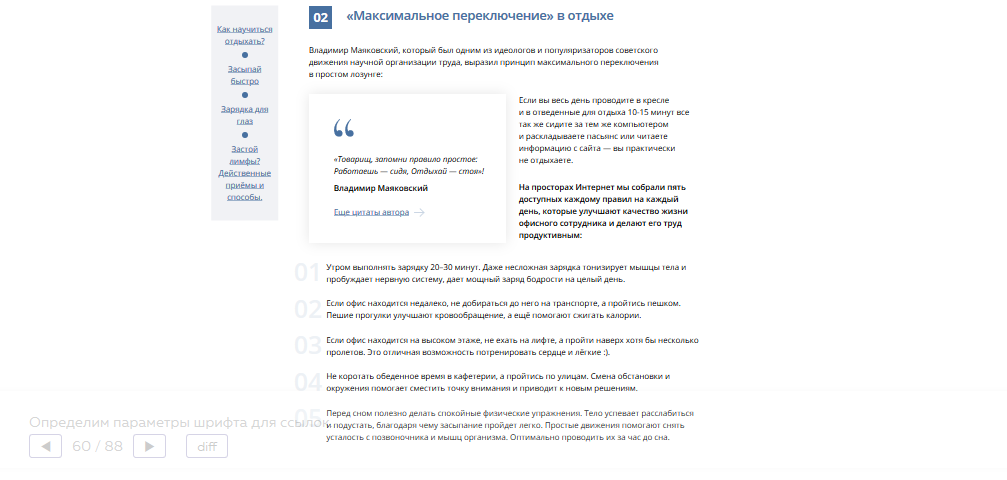 Как научиться
отдыхать?
Засыпай
быстро
Зарядка для
глаз
Застой
лимфы?
Действенные
приёмы и
способы.
02 «Максимальное переключение» в отдыхе
Владимир Маяковский, который был одним из идеологов и популяризаторов советского
движения научной организации труда, выразил принцип максимального переключения
в простом лозунге:
“
«Товарищ, запомни правило простое:
Работаешь — сидя, Отдыхай — стоя»!
Владимир Маяковский
Еще цитаты автора →
Если вы весь день проводите в кресле
и в отведенные для отдыха 10-15 минут все
так же сидите за тем же компьютером
и раскладываете пасьянс или читаете
информацию с сайта — вы практически
не отдыхаете.
На просторах Интернет мы собрали пять
доступных каждому правил на каждый
день, которые улучшают качество жизни
офисного сотрудника и делают его труд
продуктивным:
01 Утром выполнять зарядку 20–30 минут. Даже несложная зарядка тонизирует мышцы тела и
пробуждает нервную систему, дает мощный заряд бодрости на целый день.
02 Если офис находится недалеко, не добираться до него на транспорте, а пройтись пешком.
Пешие прогулки улучшают кровообращение, а ещё помогают сжигать калории.
03 Если офис находится на высоком этаже, не ехать на лифте, а пройти наверх хотя бы несколько
пролетов. Это отличная возможность потренировать сердце и лёгкие :).
04 Не коротать обеденное время в кафетерии, а пройтись по улицам. Смена обстановки и
окружения помогает сместить точку внимания и приводит к новым решениям.
05 Перед сном полезно делать спокойные физические упражнения. Тело успевает расслабиться
и подустать, благодаря чему засыпание пройдет легко. Простые движения помогают снять
усталость с позвоночника и мышц организма. Оптимально проводить их за час до сна.
Определим параметры шрифта для ссылок
60 / 88 diff